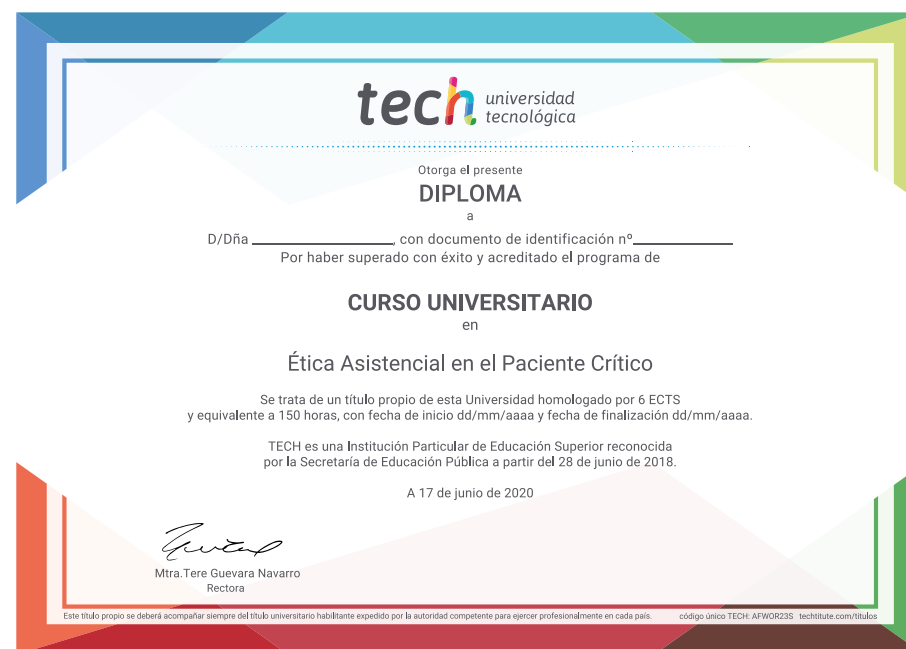 tech universidad
tecnológica
Otorga el presente
DIPLOMA
a
D/Dña ____________________, con documento de identificación nº______________
Por haber superado con éxito y acreditado el programa de
CURSO UNIVERSITARIO
en
Ética Asistencial en el Paciente Crítico
Se trata de un título propio de esta Universidad homologado por 6 ECTS
y equivalente a 150 horas, con fecha de inicio dd/mm/aaaa y fecha de finalización dd/mm/aaaa.
TECH es una Institución Particular de Educación Superior reconocida
por la Secretaría de Educación Pública a partir del 28 de junio de 2018.
A 17 de junio de 2020
Mtra.Tere Guevara Navarro
Rectora
Este título propio se deberá acompañar siempre del título universitario habilitante expedido por la autoridad competente para ejercer profesionalmente en cada país. código único TECH: AFWOR23S techtitute.com/titulos